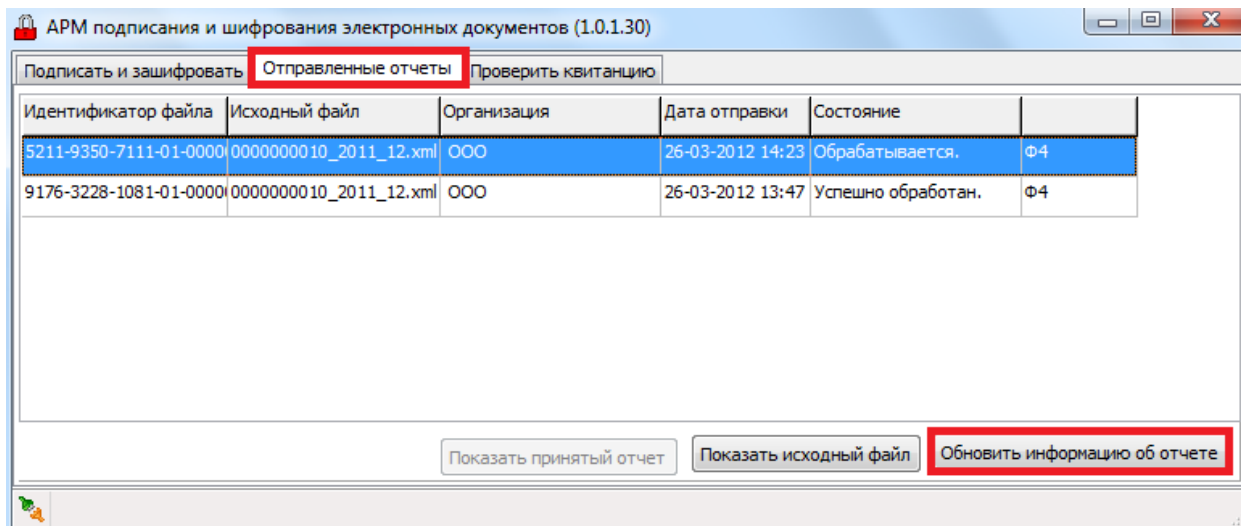 АРМ подписания и шифрования электронных документов (1.0.1.30)
Подписать и зашифровать Отправленные отчеты Проверить квитанцию
Идентификатор файла Исходный файл Организация Дата отправки Состояние
5211-9350-7111-01-0000 0000000010_2011_12.xml ООО 26-03-2012 14:23 Обрабатывается. Ф4
9176-3228-1081-01-0000 0000000010_2011_12.xml ООО 26-03-2012 13:47 Успешно обработан. Ф4
Показать принятый отчет Показать исходный файл Обновить информацию об отчете